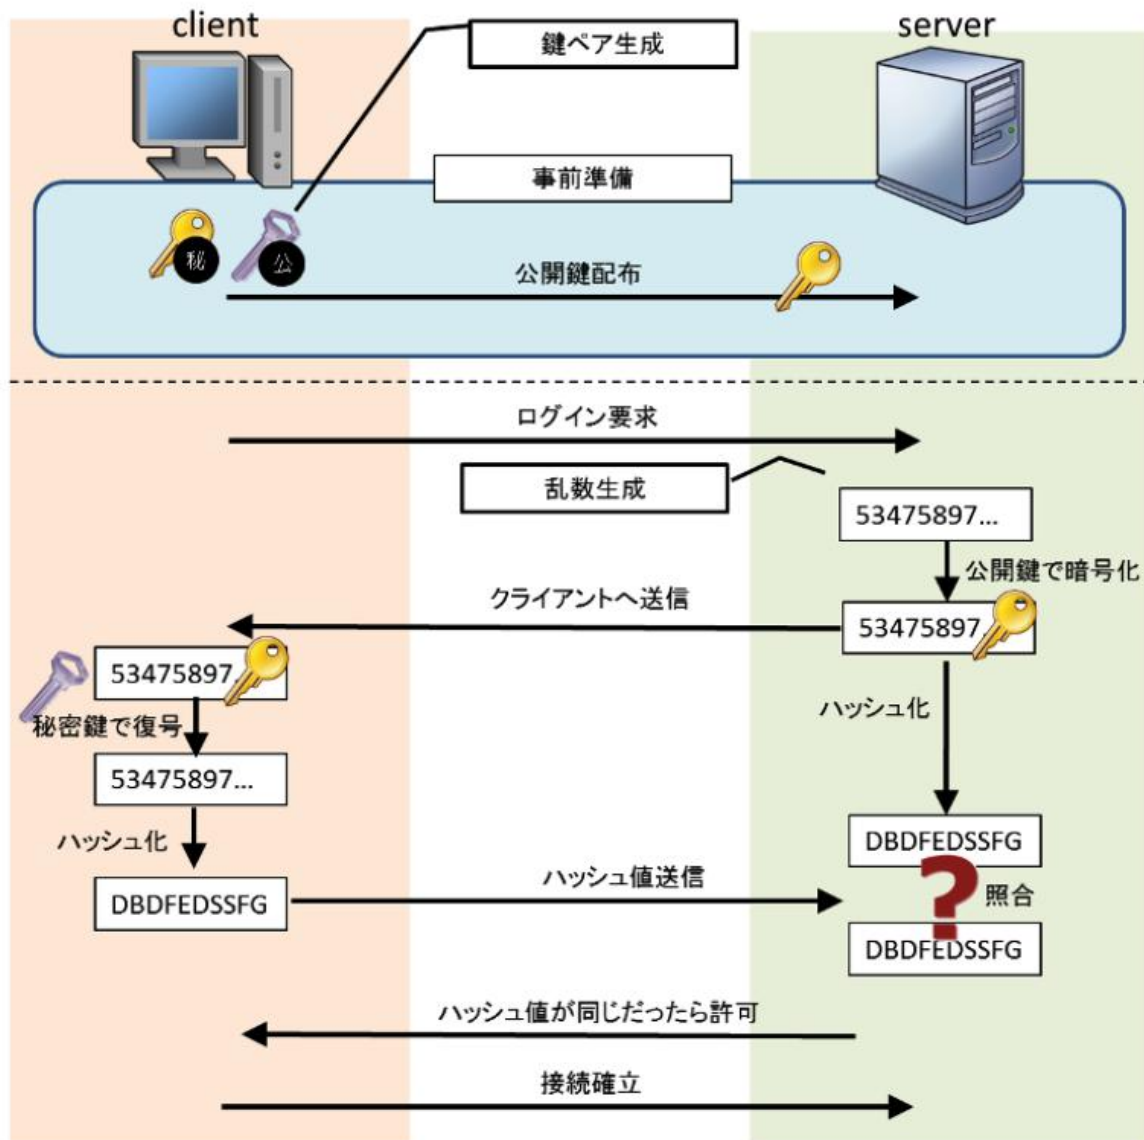 client
server
鍵ペア生成
事前準備
秘
公
公開鍵配布
ログイン要求
乱数生成
53475897...
公開鍵で暗号化
クライアントへ送信
53475897.
53475897...
秘密鍵で復号
ハッシュ化
53475897...
ハッシュ化
DBDFEDSSFG
ハッシュ値送信
DBDFEDSSFG
照合
DBDFEDSSFG
ハッシュ値が同じだったら許可
接続確立